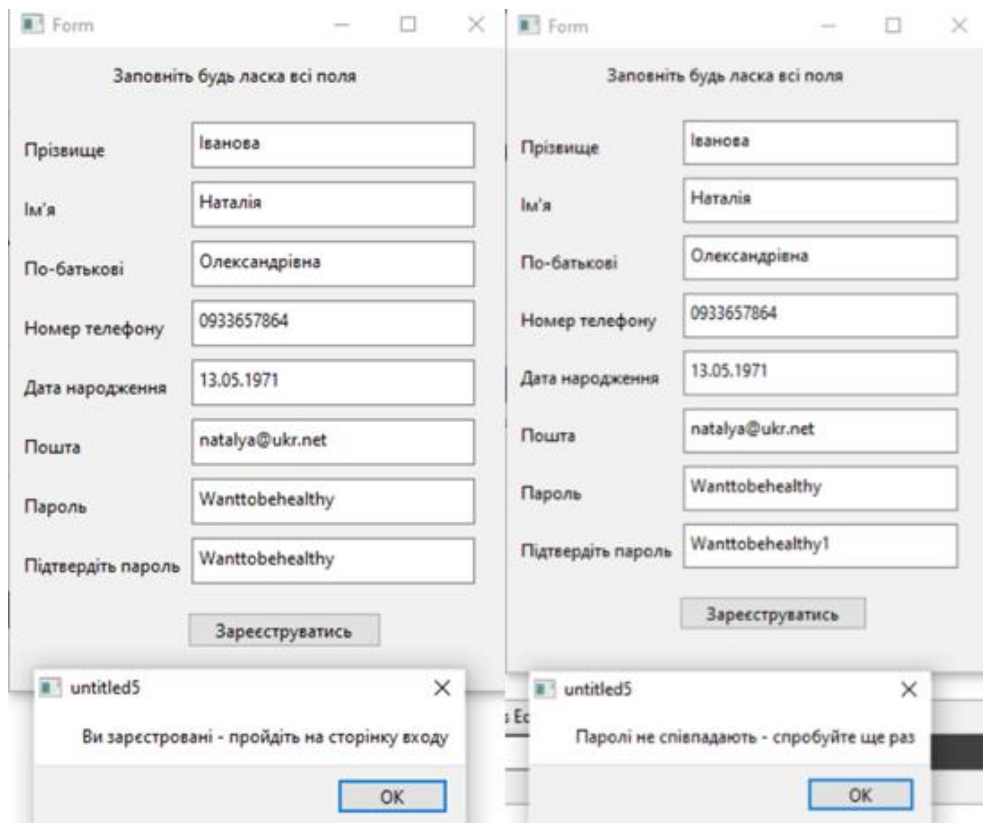 Form
Заповніть будь ласка всі поля
Прізвище Іванова
Ім'я Наталія
По-батькові Олександрівна
Номер телефону 0933657864
Дата народження 13.05.1971
Пошта natalya@ukr.net
Пароль Wanttobehealthy
Підтвердіть пароль Wanttobehealthy
Зареєструватись
untitled5
Ви зарєстровані - пройдіть на сторінку входу
OK
Form
Заповніть будь ласка всі поля
Прізвище Іванова
Ім'я Наталія
По-батькові Олександрівна
Номер телефону 0933657864
Дата народження 13.05.1971
Пошта natalya@ukr.net
Пароль Wanttobehealthy
Підтвердіть пароль Wanttobehealthy1
Зареєструватись
untitled5
Паролі не співпадають - спробуйте ще раз
OK